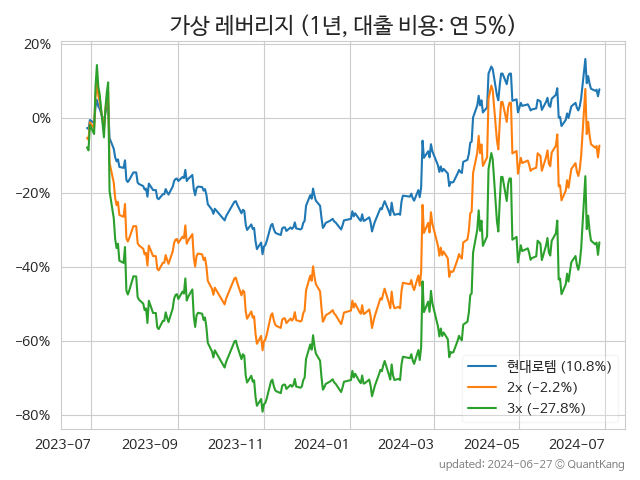 가상 레버리지 (1년, 대출 비용: 연 5%)
20%
0%
−20%
−40%
−60%
−80%
현대로템 (10.8%)
2x (−2.2%)
3x (−27.8%)
2023-07 2023-09 2023-11 2024-01 2024-03 2024-05 2024-07
updated: 2024-06-27 © QuantKang